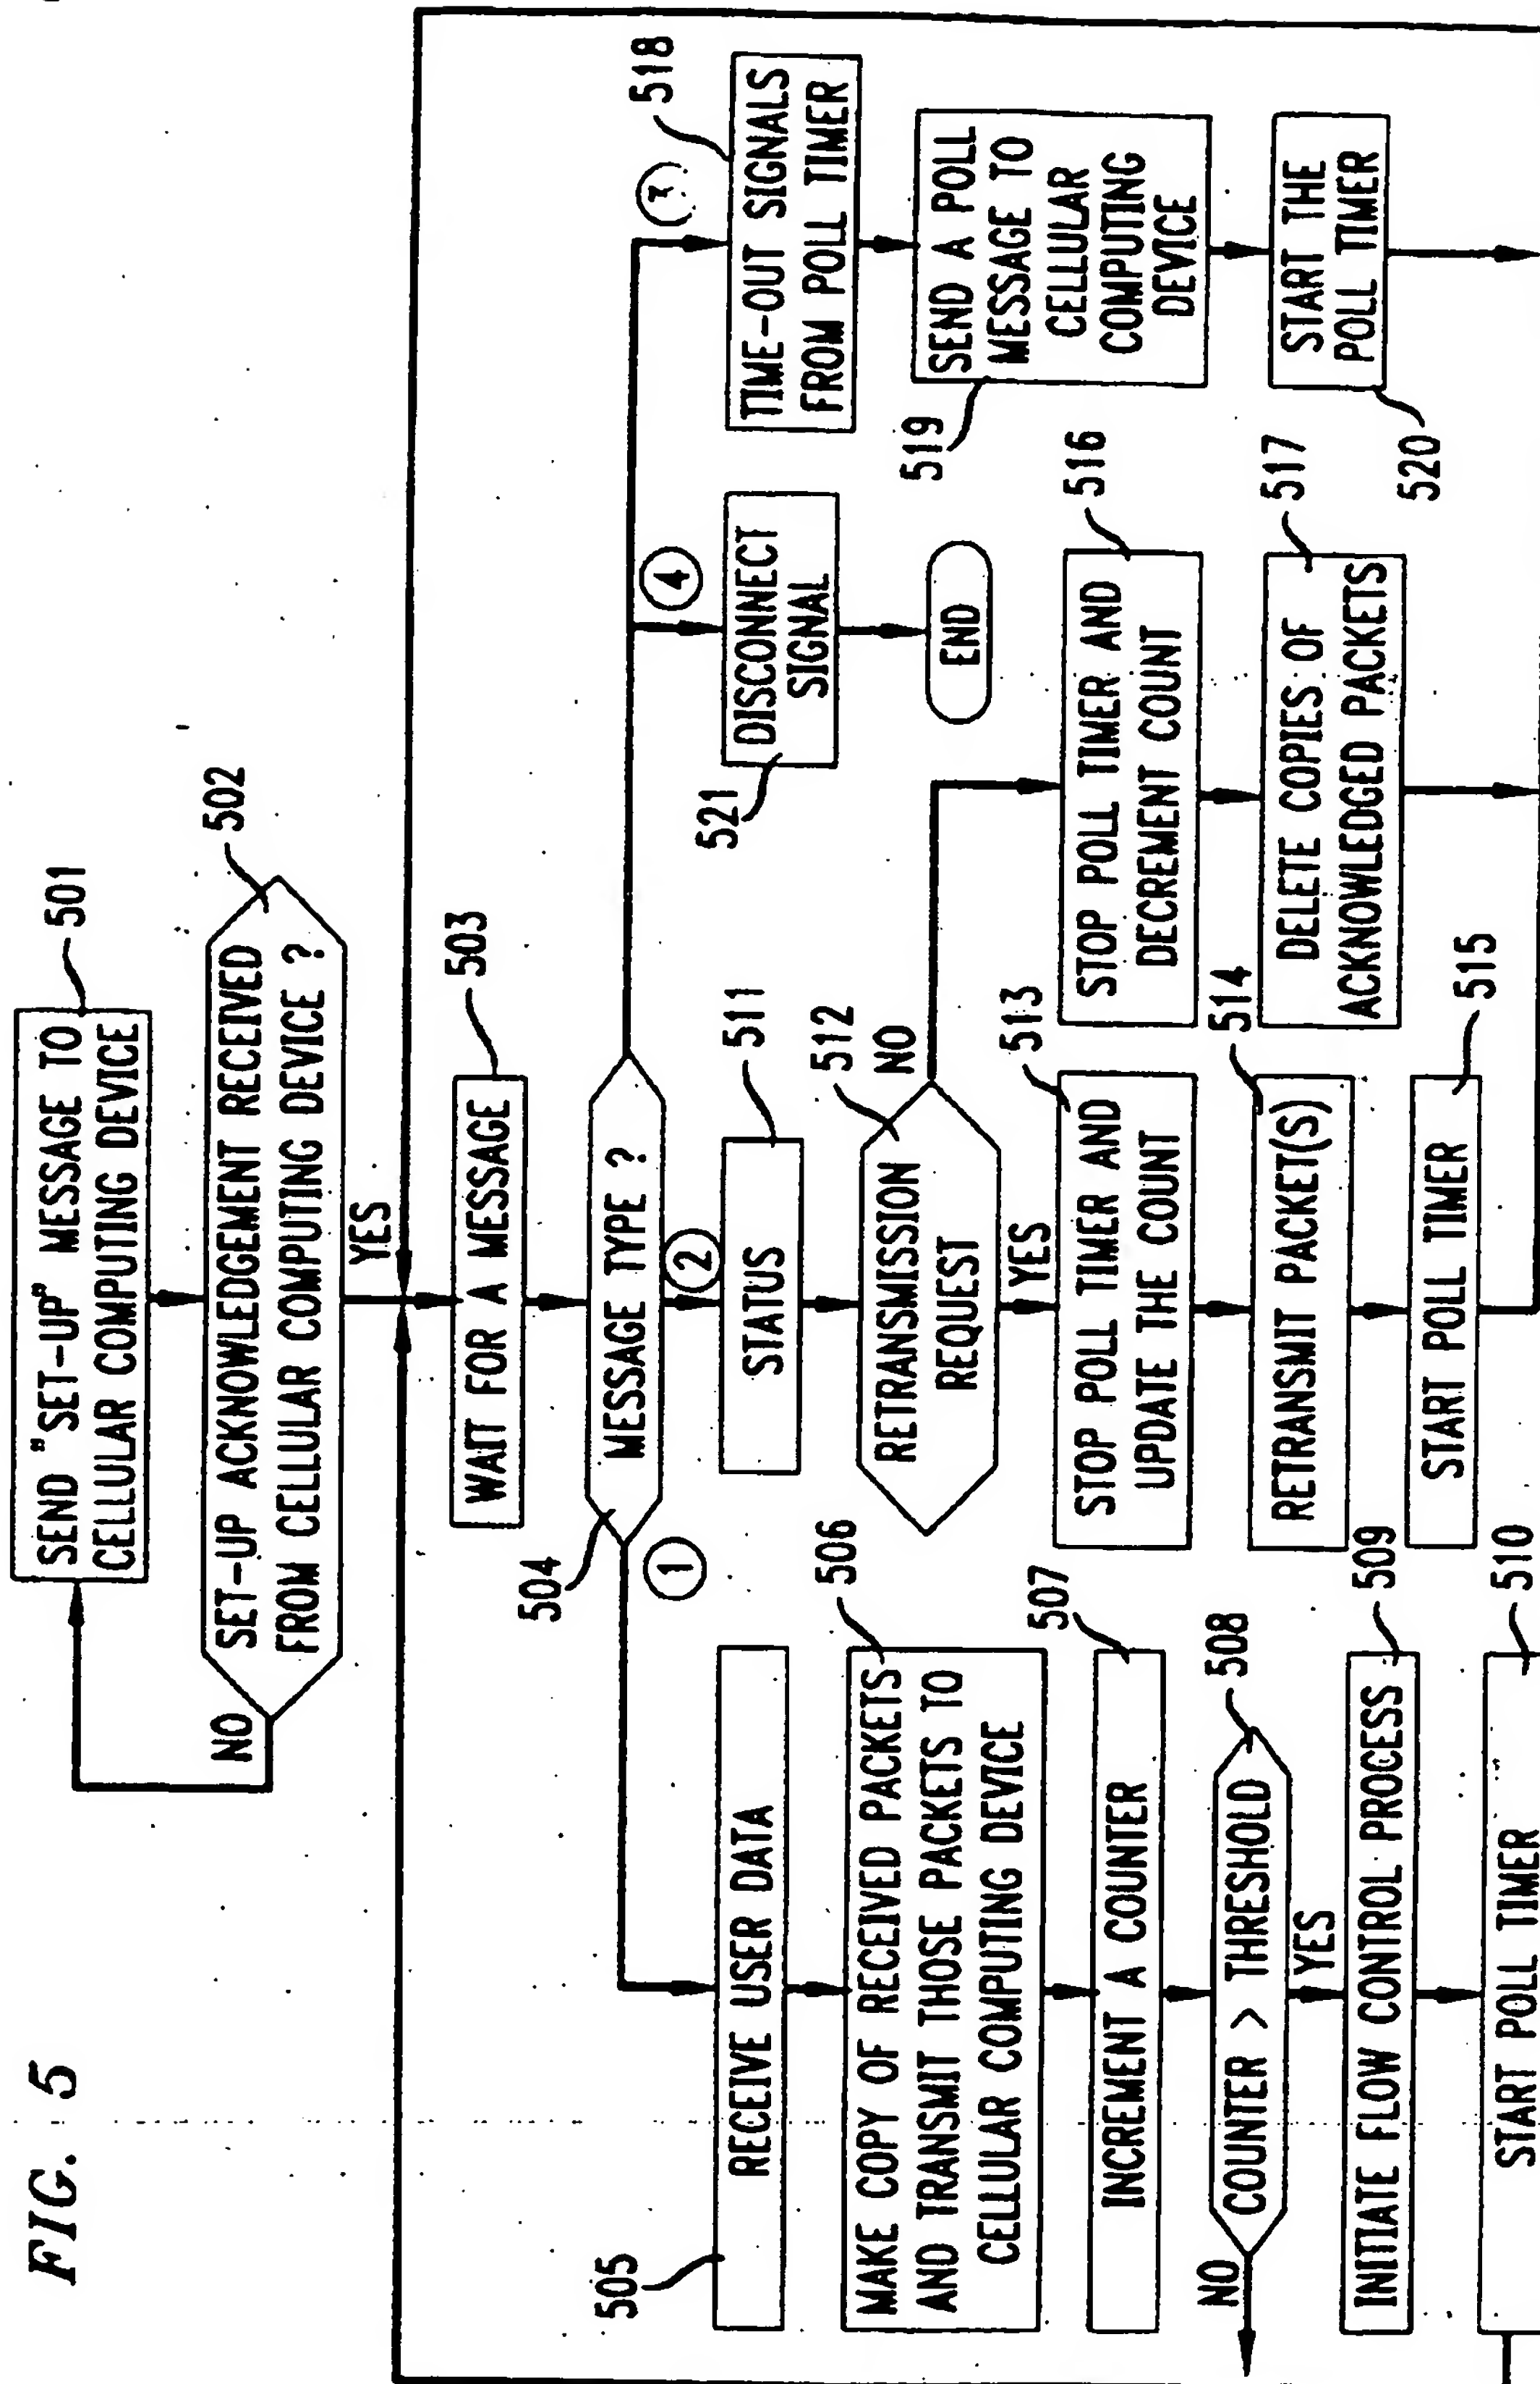 FIG. 5
SEND "SET-UP" MESSAGE TO
CELLULAR COMPUTING DEVICE
501
SET-UP ACKNOWLEDGEMENT RECEIVED
FROM CELLULAR COMPUTING DEVICE ?
502
NO
YES
WAIT FOR A MESSAGE
503
MESSAGE TYPE ?
504
1
RECEIVE USER DATA
505
MAKE COPY OF RECEIVED PACKETS
AND TRANSMIT THOSE PACKETS TO
CELLULAR COMPUTING DEVICE
506
INCREMENT A COUNTER
507
COUNTER > THRESHOLD
508
NO
YES
INITIATE FLOW CONTROL PROCESS
509
START POLL TIMER
510
2
STATUS
511
RETRANSMISSION
REQUEST
512
NO
YES
STOP POLL TIMER AND
UPDATE THE COUNT
513
RETRANSMIT PACKET(S)
514
START POLL TIMER
515
STOP POLL TIMER AND
DECREMENT COUNT
516
DELETE COPIES OF
ACKNOWLEDGED PACKETS
517
4
DISCONNECT
SIGNAL
521
END
3
TIME-OUT SIGNALS
FROM POLL TIMER
518
SEND A POLL
MESSAGE TO
CELLULAR
COMPUTING
DEVICE
519
START THE
POLL TIMER
520